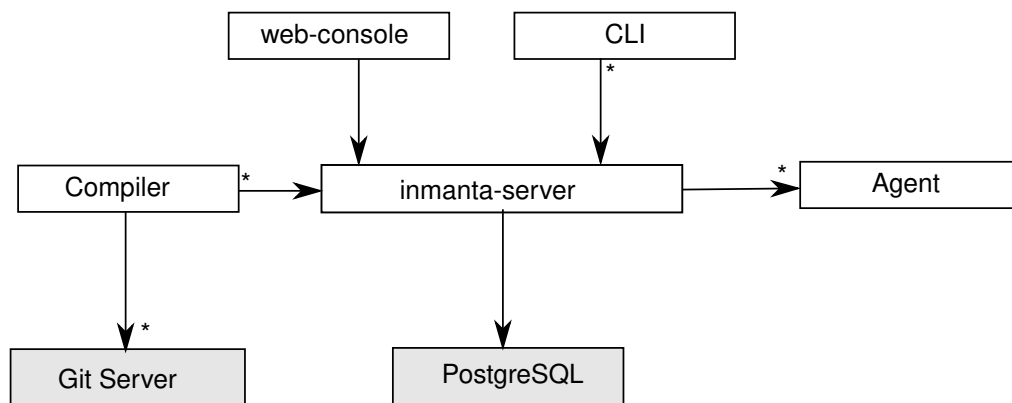 web-console
CLI
*
Compiler
*
inmanta-server
*
Agent
*
Git Server
PostgreSQL